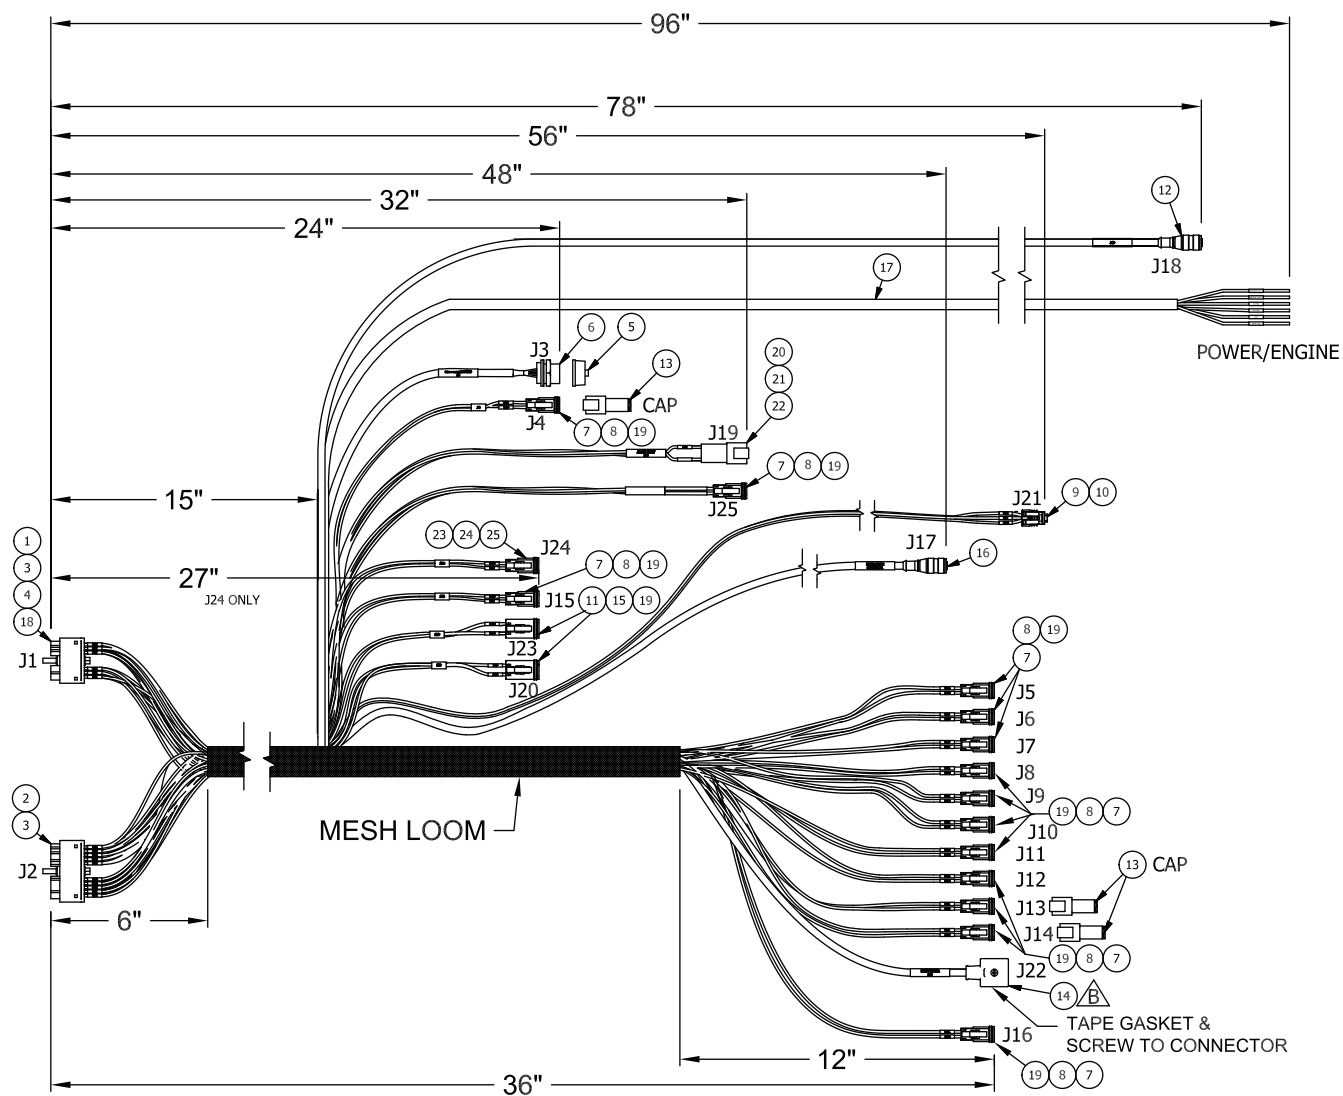 96"
78"
56"
48"
32"
24"
12
J18
17
POWER/ENGINE
J3
6
5
13
CAP
J4
7 8 19
20
21
22
J19
7 8 19
J25
15"
J21
9 10
23 24 25
J24
J17
16
27"
J24 ONLY
7 8 19
J15
11 15 19
J23
J20
1
3
4
18
J1
8 19
7
J5
J6
J7
J8
J9
19 8 7
J10
J11
J12
13 CAP
J13
J14
19 8 7
J22
14 B
TAPE GASKET &
SCREW TO CONNECTOR
J16
19 8 7
2
3
J2
MESH LOOM
6"
12"
36"